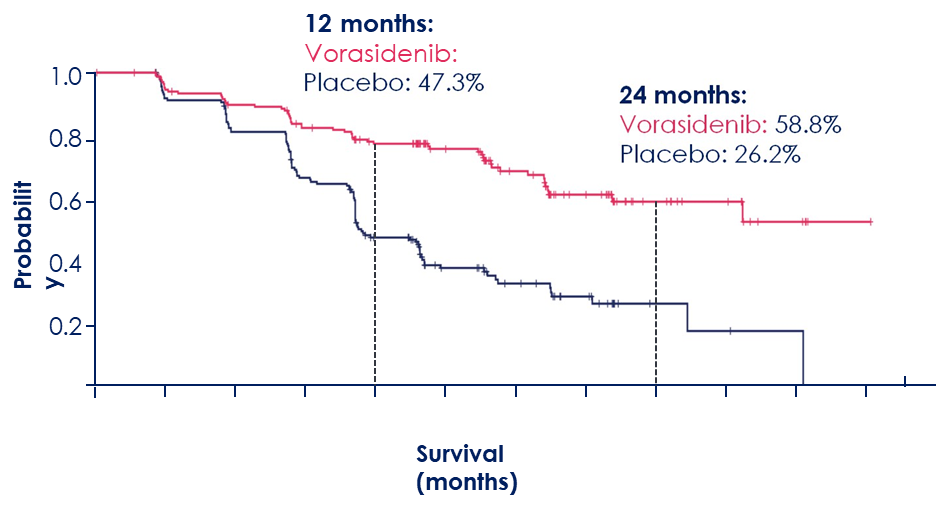 12 months:
Vorasidenib:
Placebo: 47.3%
24 months:
Vorasidenib: 58.8%
Placebo: 26.2%
1.0
0.8
0.6
0.4
0.2
Probabilit
y
Survival
(months)